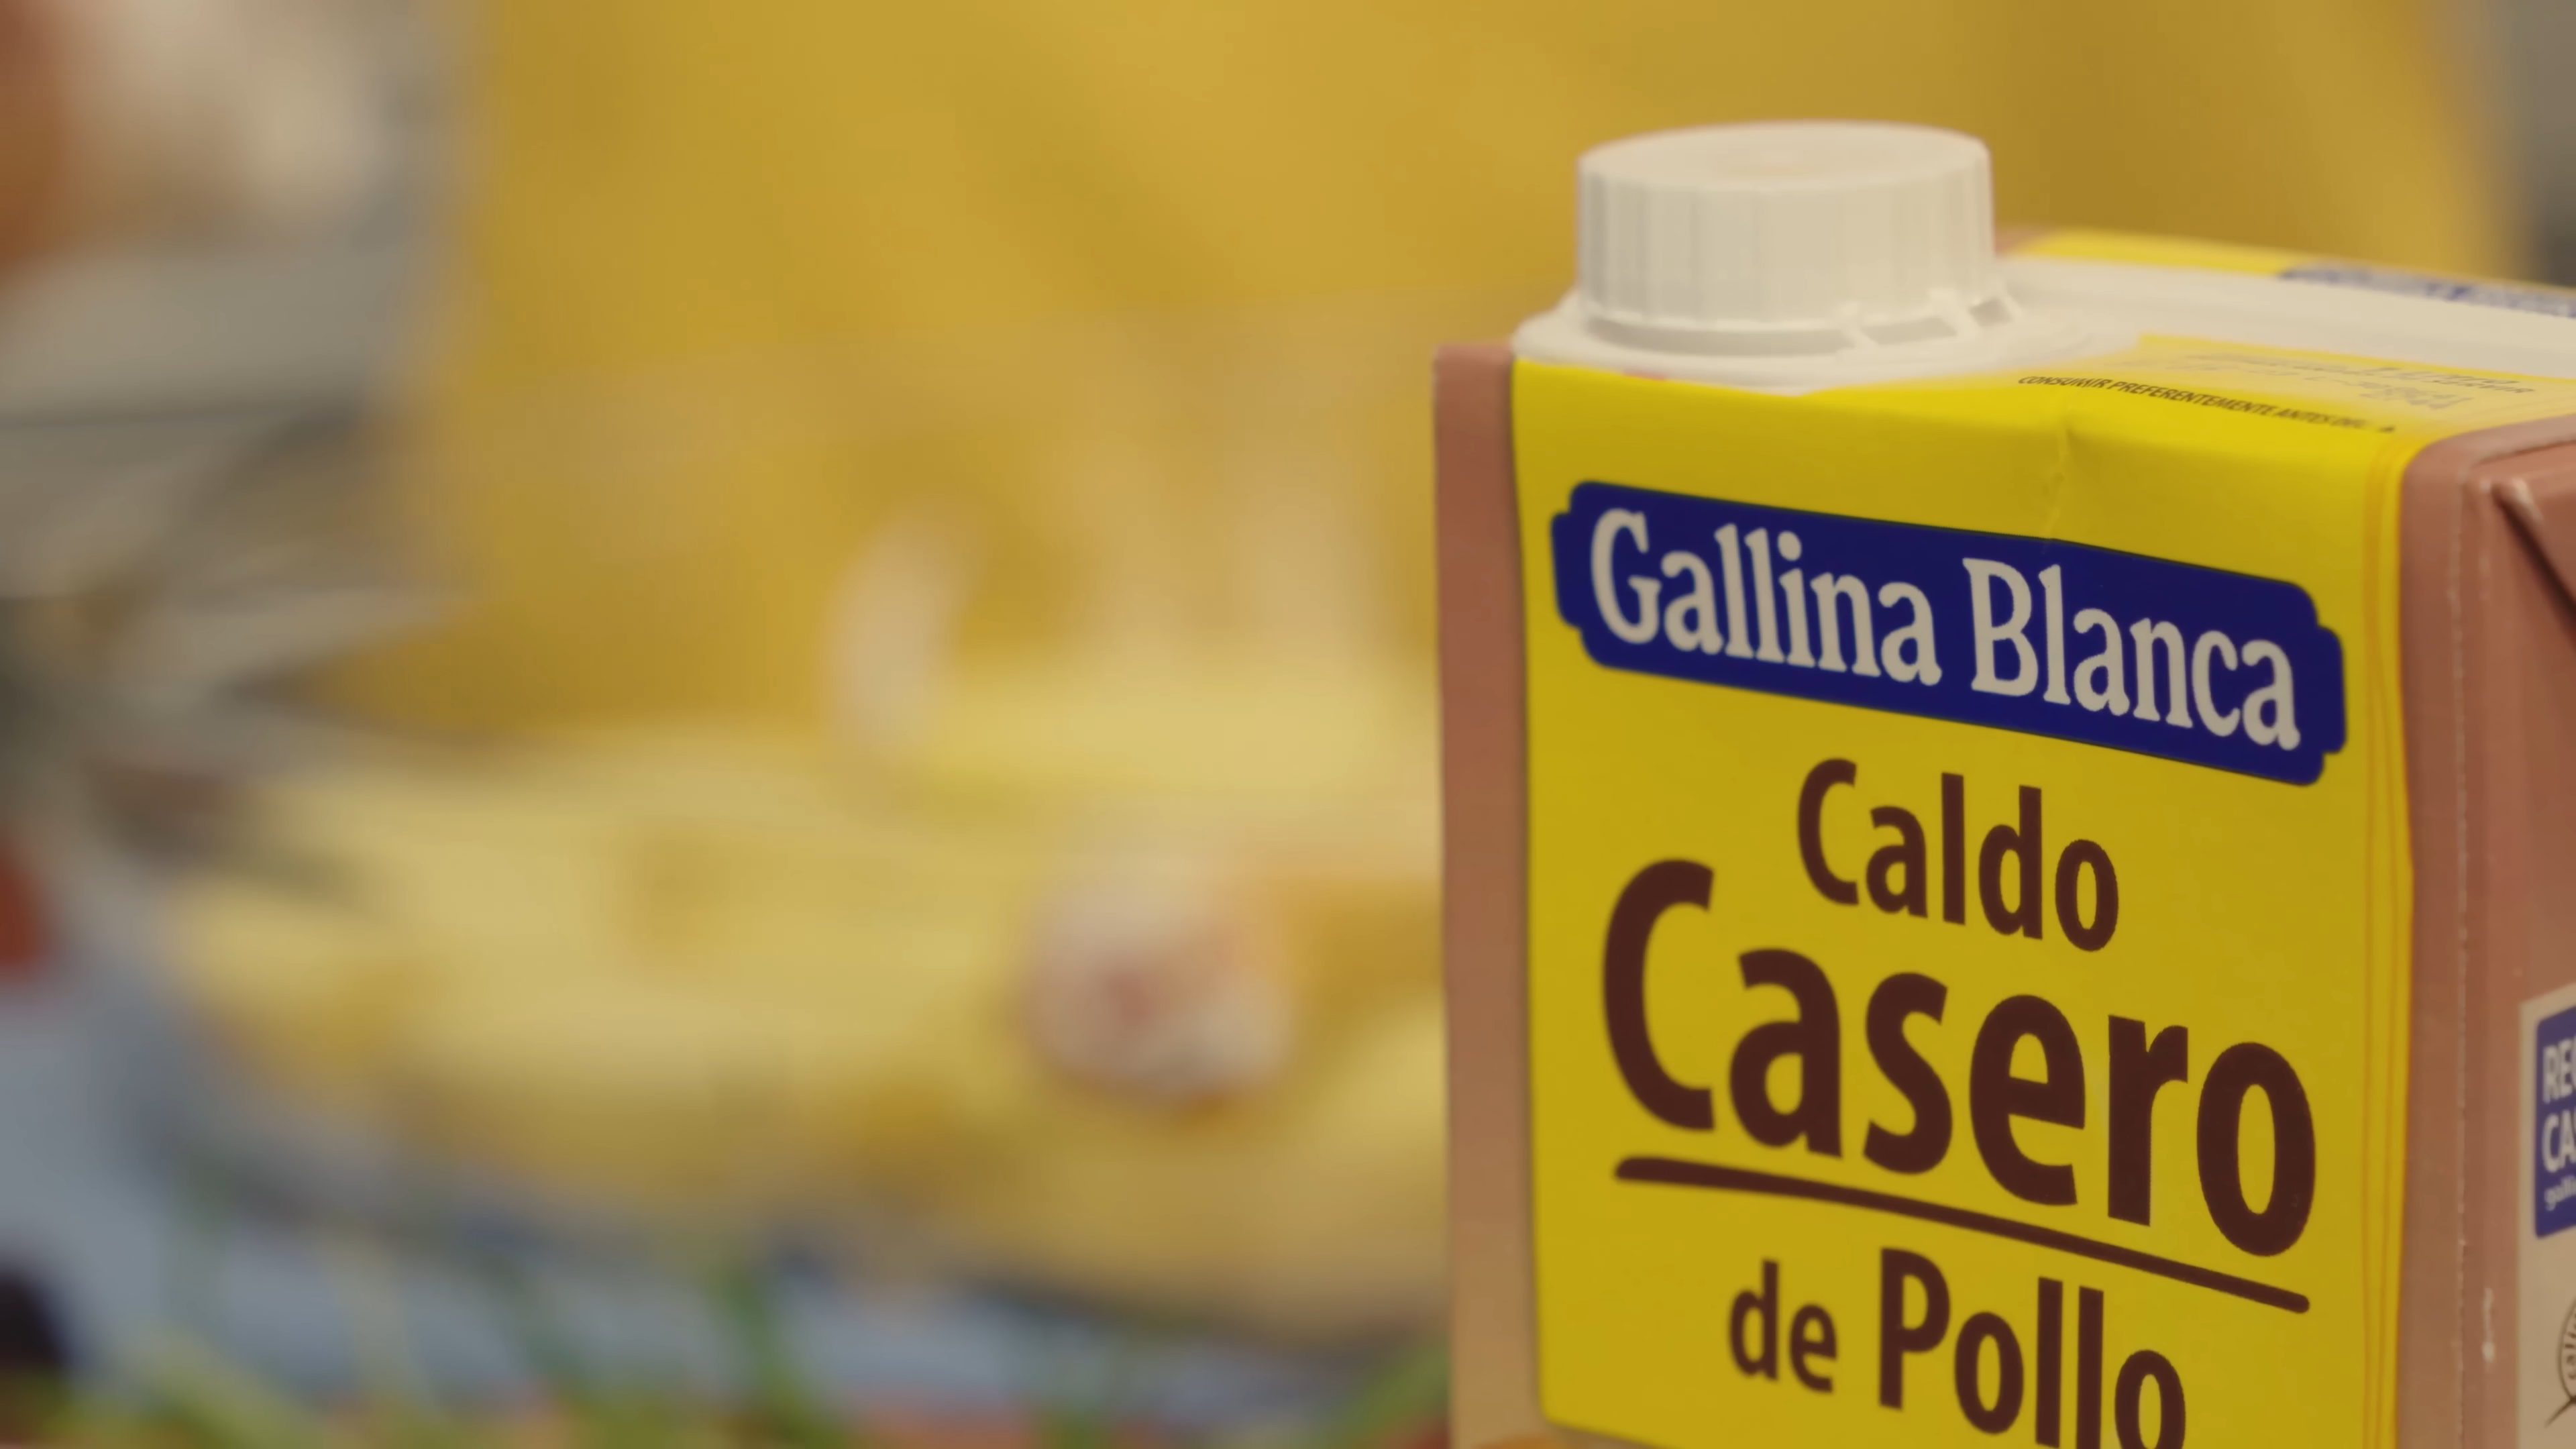 CONSUMIR PREFERENTEMENTE ANTES DEL:
Gallina Blanca
Caldo
Casero
de Pollo